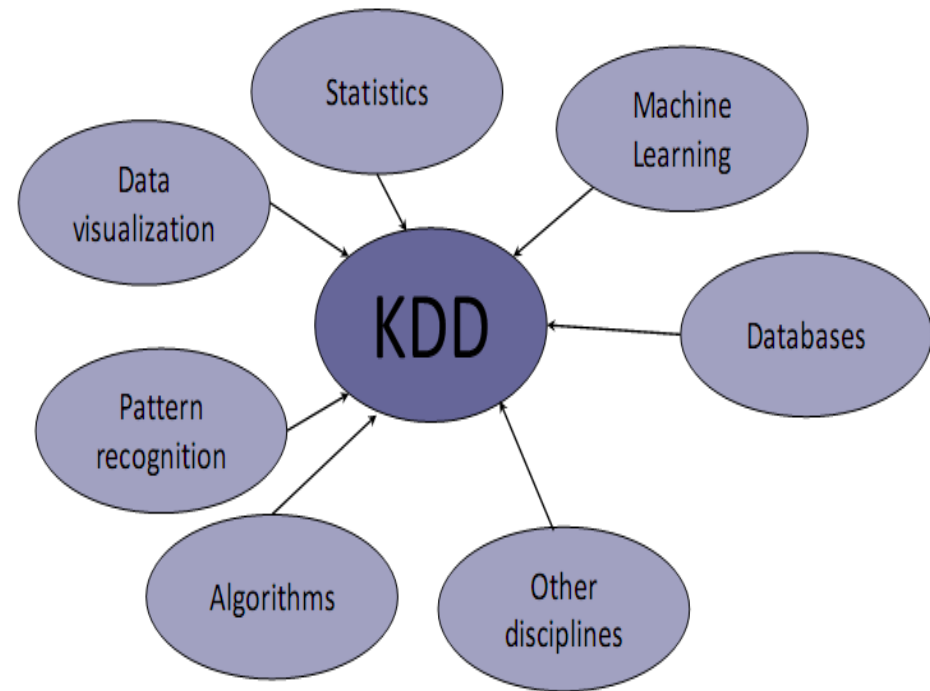 Statistics
Machine
Learning
Data
visualization
KDD
Databases
Pattern
recognition
Algorithms
Other
disciplines